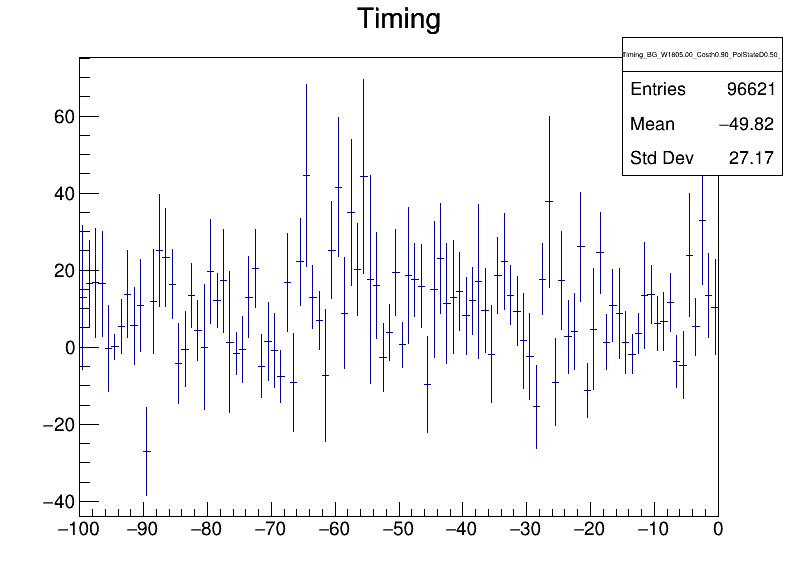 Timing
Timing_BG_W1805.00_Costh0.90_PolStateD0.50_
Entries 96621
Mean −49.82
Std Dev 27.17
60
40
20
0
−20
−40
−100 −90 −80 −70 −60 −50 −40 −30 −20 −10 0